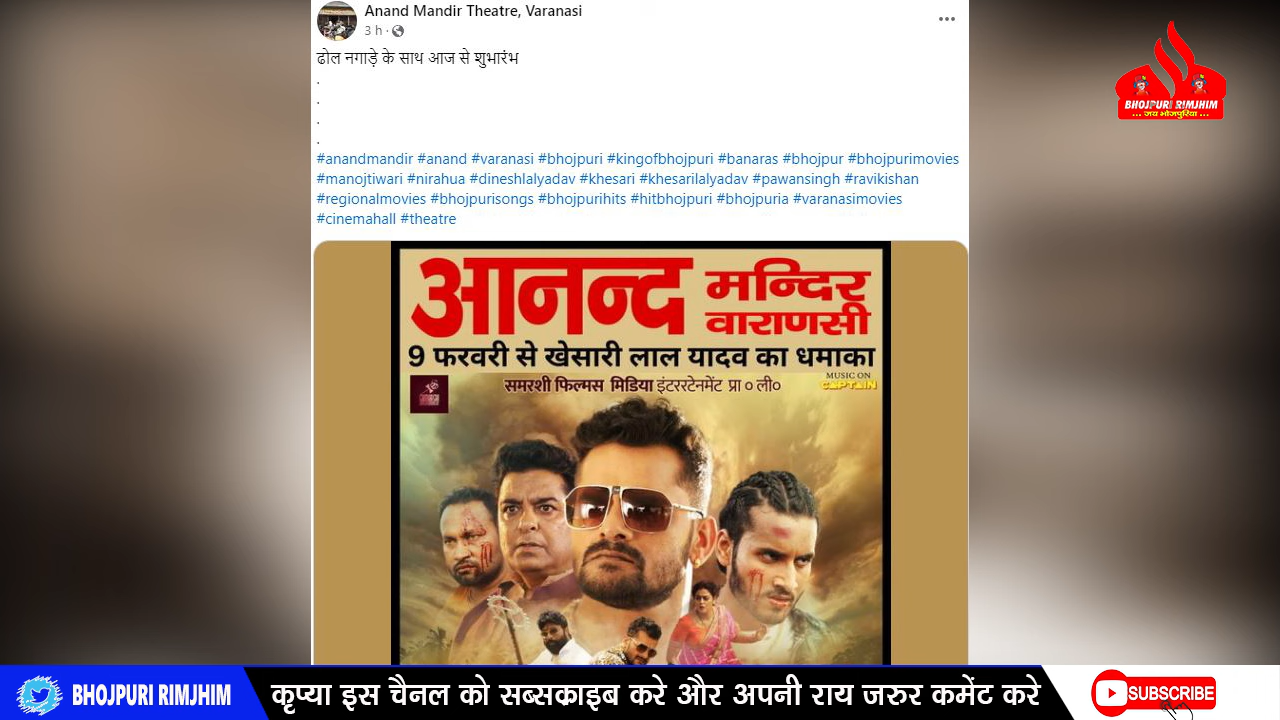 Anand Mandir Theatre, Varanasi
3 h ·
ढोल नगाड़े के साथ आज से शुभारंभ
.
.
.
.
#anandmandir #anand #varanasi #bhojpuri #kingofbhojpuri #banaras #bhojpur #bhojpurimovies
#manojtiwari #nirahua #dineshlalyadav #khesari #khesarilalyadav #pawansingh #ravikishan
#regionalmovies #bhojpurisongs #bhojpurihits #hitbhojpuri #bhojpuria #varanasimovies
#cinemahall #theatre
BHOJPURI RIMJHIM
... जय भोजपुरिया ...
आनन्द मन्दिर
वाराणसी
9 फरवरी से खेसारी लाल यादव का धमाका
समरशी फिल्मस मिडिया इंटररटेनमेंट प्रा ० ली०
MUSIC ON
CAPTAIN
BHOJPURI RIMJHIM
कृप्या इस चैनल को सब्सक्राइब करे और अपनी राय जरुर कमेंट करे
SUBSCRIBE